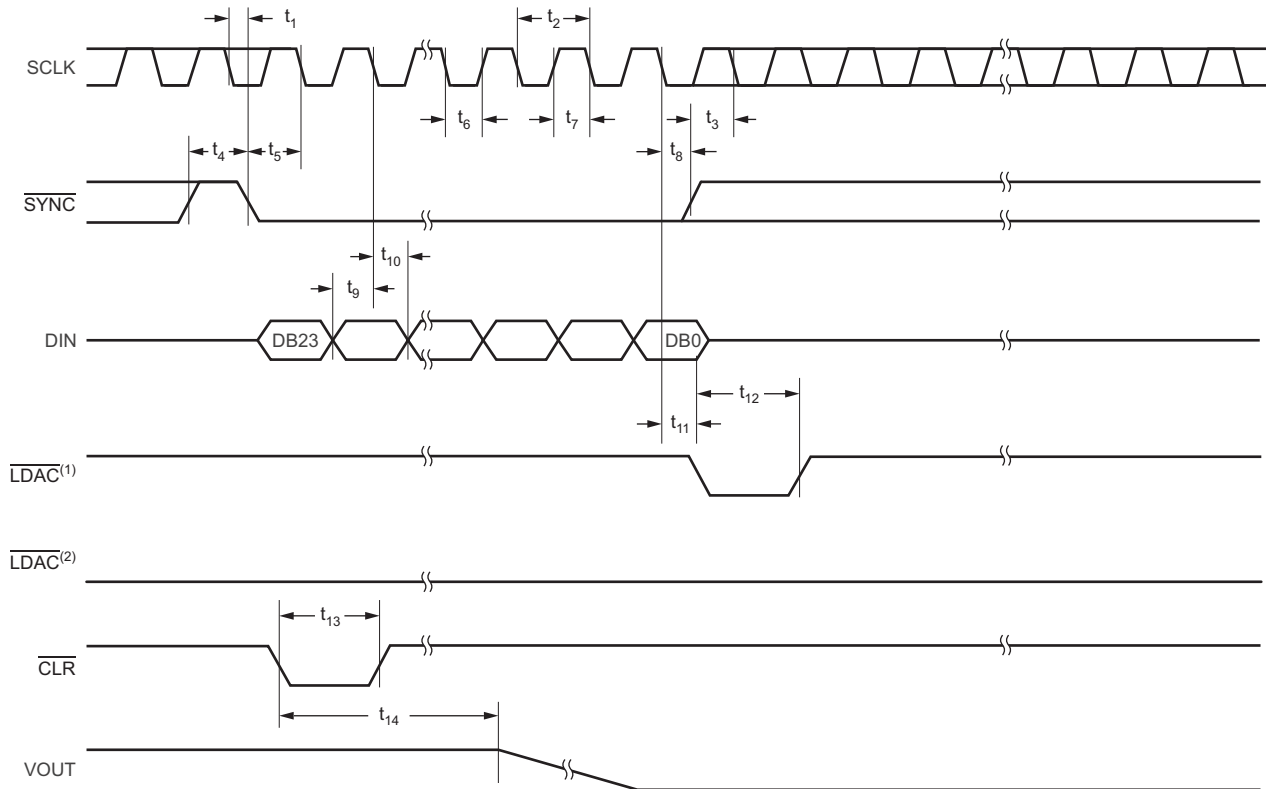 t1
t2
SCLK
t6
t7
t3
t8
t4
t5
SYNC
t10
t9
DIN
DB23
DB0
t12
t11
LDAC(1)
LDAC(2)
t13
CLR
t14
VOUT